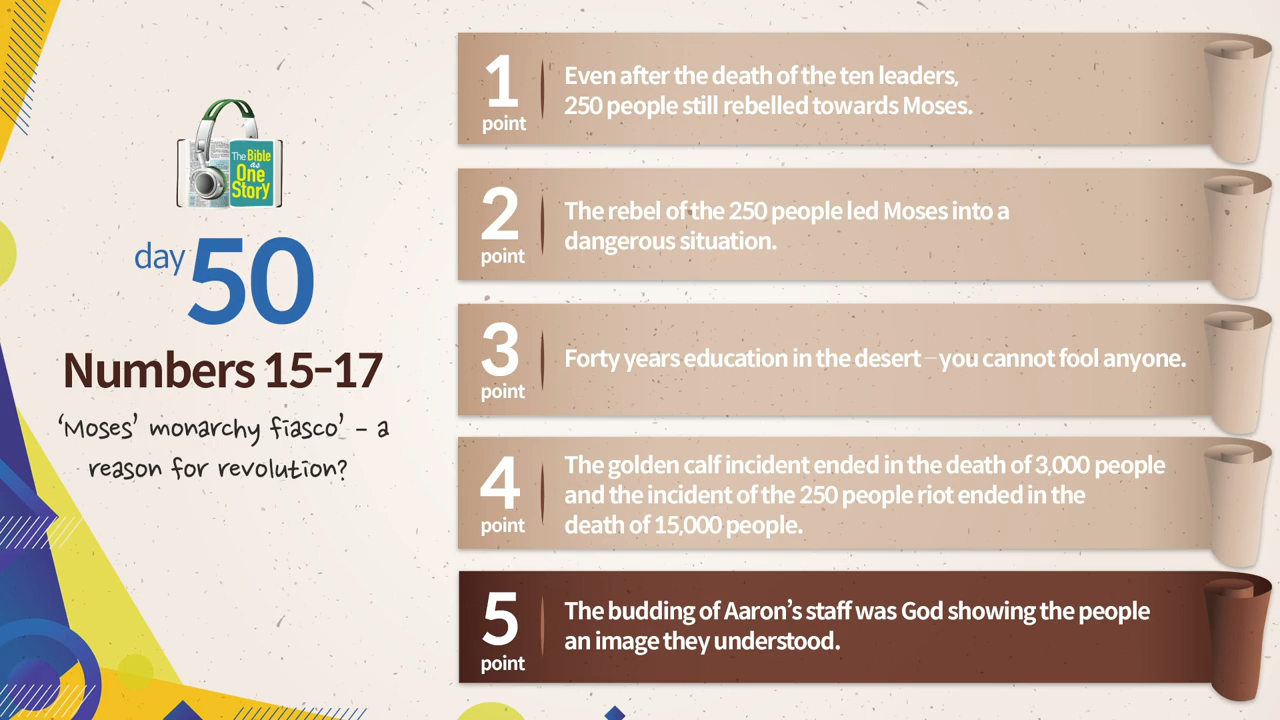 The Bible
as
One
Story
day 50
Numbers 15-17
‘Moses’ monarchy fiasco’ - a
reason for revolution?
1
point
Even after the death of the ten leaders,
250 people still rebelled towards Moses.
2
point
The rebel of the 250 people led Moses into a
dangerous situation.
3
point
Forty years education in the desert – you cannot fool anyone.
4
point
The golden calf incident ended in the death of 3,000 people
and the incident of the 250 people riot ended in the
death of 15,000 people.
5
point
The budding of Aaron’s staff was God showing the people
an image they understood.